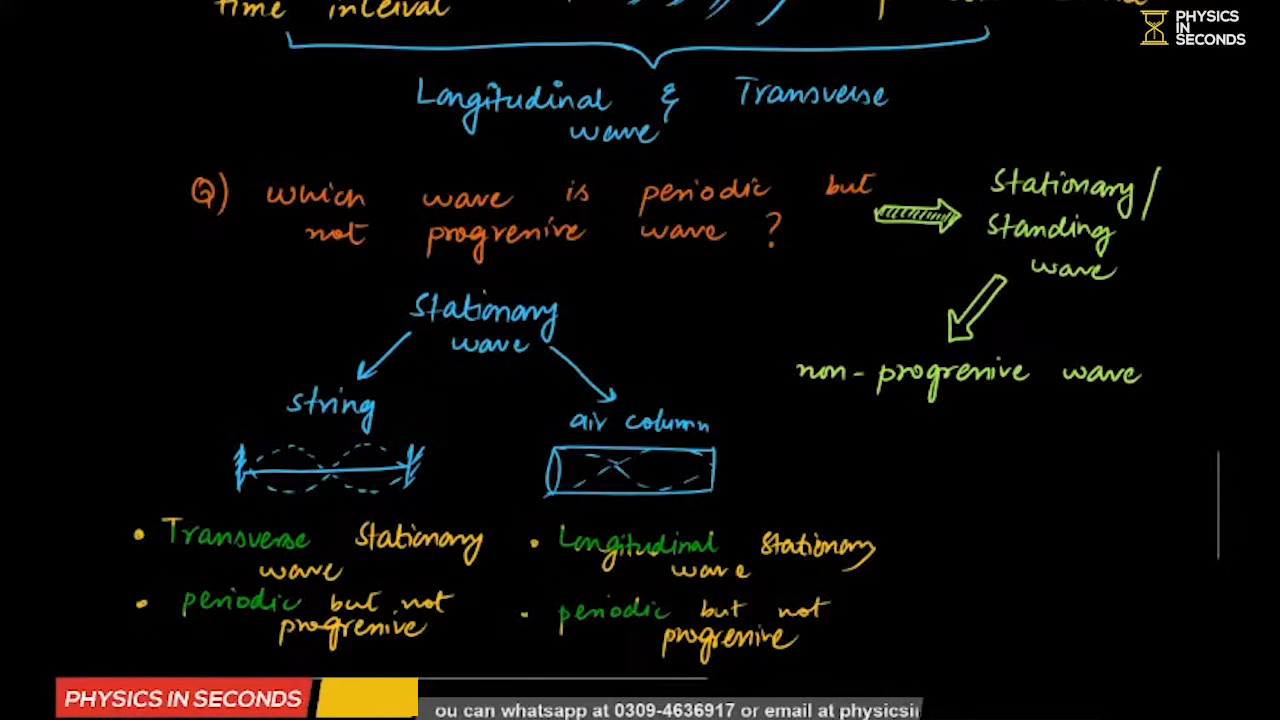 time interval
PHYSICS
IN
SECONDS
Longitudinal & Transverse
wave
Q) which wave is periodic but
not progressive wave ?
Stationary/
Standing
wave
non-progressive wave
Stationary
wave
string
air column
• Transverse Stationary
wave
• periodic but not
progressive
• Longitudinal Stationary
wave
• periodic but not
progressive
PHYSICS IN SECONDS
ou can whatsapp at 0309-4636917 or email at physicsi